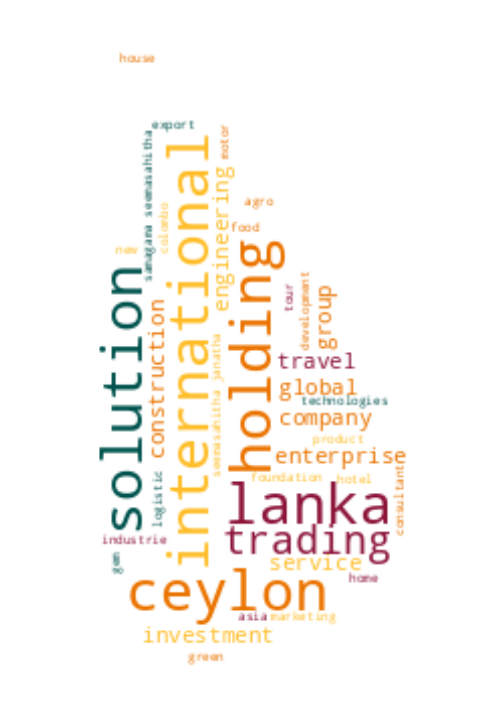 house
export
samagama seemasahitha
international
motor
engineering
colombo
agro
food
new
holding
solution
tour
development
group
construction
seemasahitha janatha
travel
global
technologies
company
product
enterprise
foundation
hotel
consultant
logistic
lanka
trading
industrie
gem
service
ceylon
home
asia
marketing
investment
green